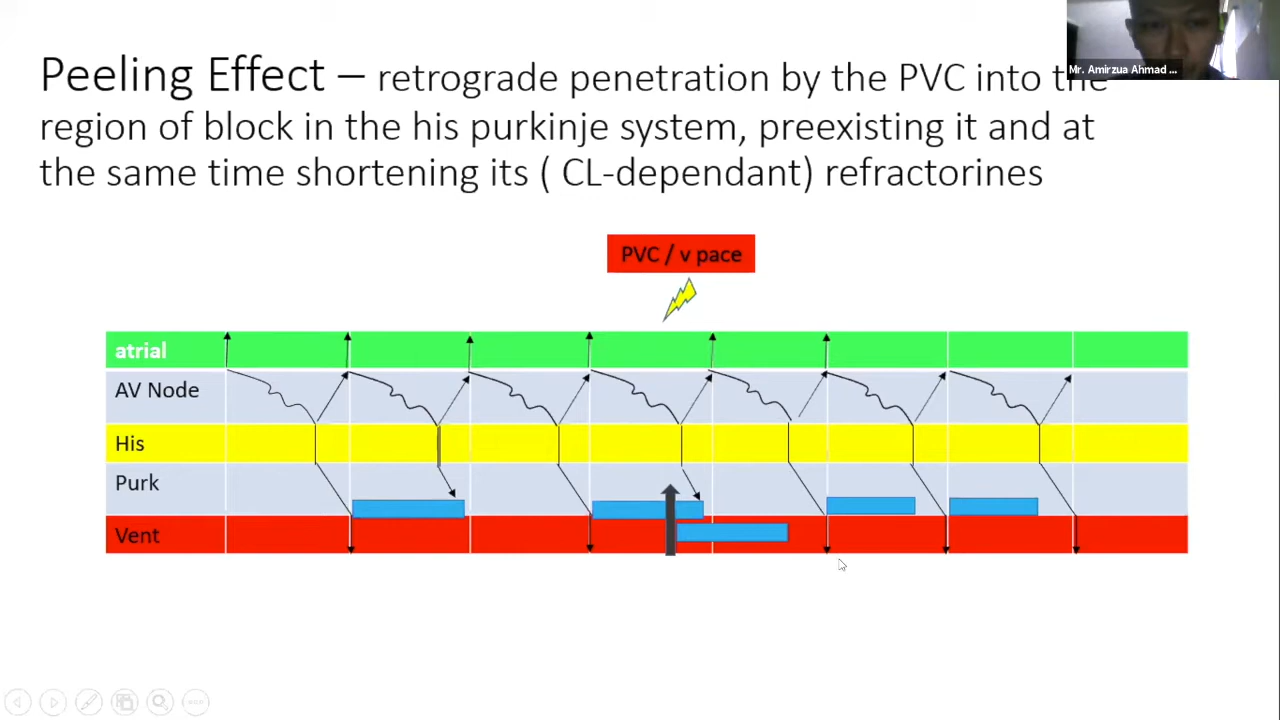 Peeling Effect – retrograde penetration by the PVC into the
region of block in the his purkinje system, preexisting it and at
the same time shortening its ( CL-dependant) refractorines
Mr. Amirzua Ahmad ...
PVC / v pace
atrial
AV Node
His
Purk
Vent